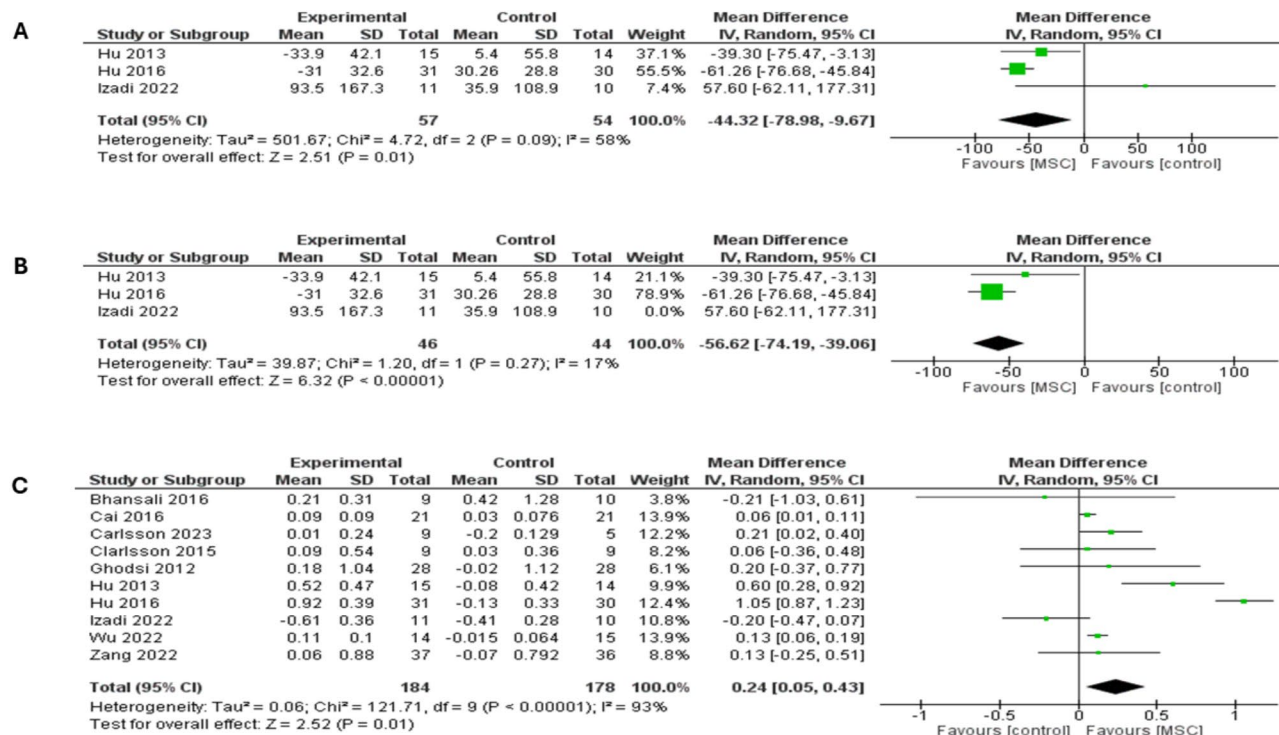 A
Experimental Control Mean Difference Mean Difference
Study or Subgroup Mean SD Total Mean SD Total Weight IV, Random, 95% CI IV, Random, 95% CI
Hu 2013 -33.9 42.1 15 5.4 55.8 14 37.1% -39.30 [-75.47, -3.13]
Hu 2016 -31 32.6 31 30.26 28.8 30 55.5% -61.26 [-76.68, -45.84]
Izadi 2022 93.5 167.3 11 35.9 108.9 10 7.4% 57.60 [-62.11, 177.31]
Total (95% CI) 57 54 100.0% -44.32 [-78.98, -9.67]
Heterogeneity: Tau² = 501.67; Chi² = 4.72, df = 2 (P = 0.09); I² = 58%
Test for overall effect: Z = 2.51 (P = 0.01)
-100 -50 0 50 100
Favours [MSC] Favours [control]
B
Experimental Control Mean Difference Mean Difference
Study or Subgroup Mean SD Total Mean SD Total Weight IV, Random, 95% CI IV, Random, 95% CI
Hu 2013 -33.9 42.1 15 5.4 55.8 14 21.1% -39.30 [-75.47, -3.13]
Hu 2016 -31 32.6 31 30.26 28.8 30 78.9% -61.26 [-76.68, -45.84]
Izadi 2022 93.5 167.3 11 35.9 108.9 10 0.0% 57.60 [-62.11, 177.31]
Total (95% CI) 46 44 100.0% -56.62 [-74.19, -39.06]
Heterogeneity: Tau² = 39.87; Chi² = 1.20, df = 1 (P = 0.27); I² = 17%
Test for overall effect: Z = 6.32 (P < 0.00001)
-100 -50 0 50 100
Favours [MSC] Favours [control]
C
Experimental Control Mean Difference Mean Difference
Study or Subgroup Mean SD Total Mean SD Total Weight IV, Random, 95% CI IV, Random, 95% CI
Bhansali 2016 0.21 0.31 9 0.42 1.28 10 3.8% -0.21 [-1.03, 0.61]
Cai 2016 0.09 0.09 21 0.03 0.076 21 13.9% 0.06 [0.01, 0.11]
Carlsson 2023 0.01 0.24 9 -0.2 0.129 5 12.2% 0.21 [0.02, 0.40]
Clarlsson 2015 0.09 0.54 9 0.03 0.36 9 8.2% 0.06 [-0.36, 0.48]
Ghodsi 2012 0.18 1.04 28 -0.02 1.12 28 6.1% 0.20 [-0.37, 0.77]
Hu 2013 0.52 0.47 15 -0.08 0.42 14 9.9% 0.60 [0.28, 0.92]
Hu 2016 0.92 0.39 31 -0.13 0.33 30 12.4% 1.05 [0.87, 1.23]
Izadi 2022 -0.61 0.36 11 -0.41 0.28 10 10.8% -0.20 [-0.47, 0.07]
Wu 2022 0.11 0.1 14 -0.015 0.064 15 13.9% 0.13 [0.06, 0.19]
Zang 2022 0.06 0.88 37 -0.07 0.792 36 8.8% 0.13 [-0.25, 0.51]
Total (95% CI) 184 178 100.0% 0.24 [0.05, 0.43]
Heterogeneity: Tau² = 0.06; Chi² = 121.71, df = 9 (P < 0.00001); I² = 93%
Test for overall effect: Z = 2.52 (P = 0.01)
-1 -0.5 0 0.5 1
Favours [control] Favours [MSC]